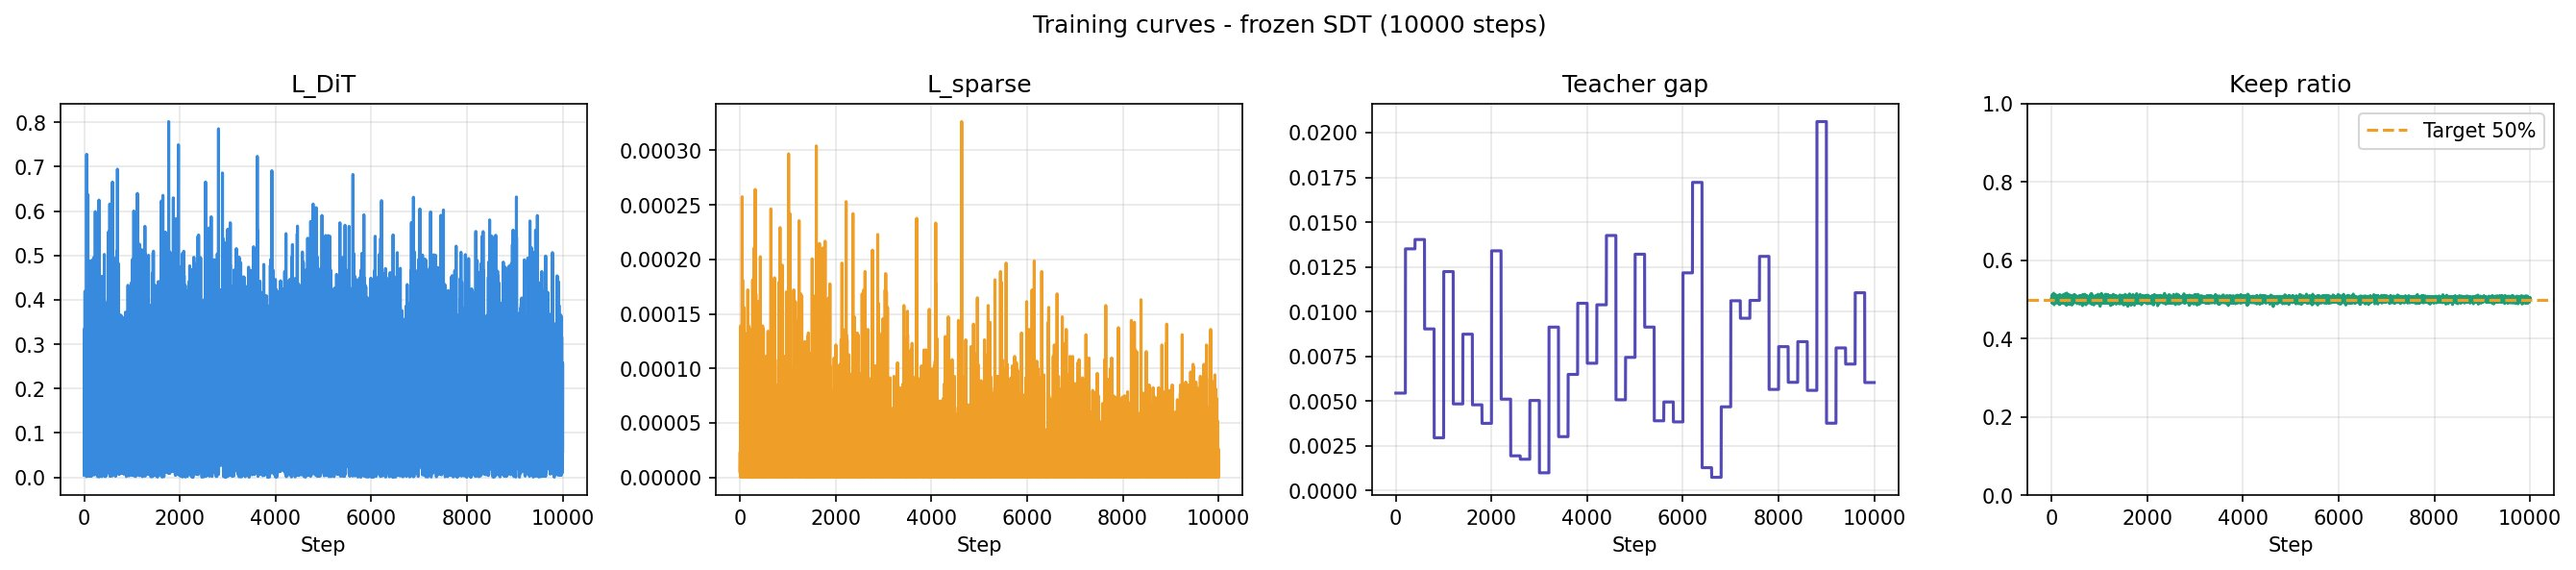 Training curves - frozen SDT (10000 steps)
L_DiT
0.8
0.7
0.6
0.5
0.4
0.3
0.2
0.1
0.0
0 2000 4000 6000 8000 10000
Step
L_sparse
0.00030
0.00025
0.00020
0.00015
0.00010
0.00005
0.00000
0 2000 4000 6000 8000 10000
Step
Teacher gap
0.0200
0.0175
0.0150
0.0125
0.0100
0.0075
0.0050
0.0025
0.0000
0 2000 4000 6000 8000 10000
Step
Keep ratio
Target 50%
1.0
0.8
0.6
0.4
0.2
0.0
0 2000 4000 6000 8000 10000
Step